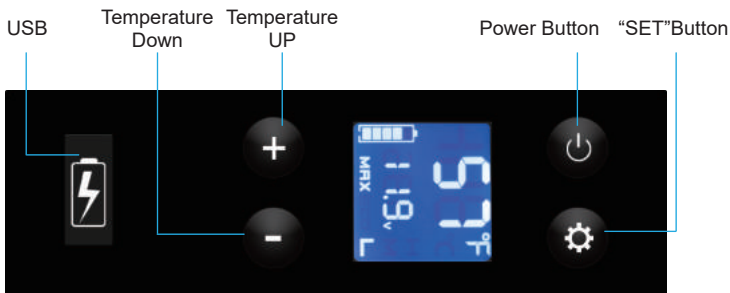 USB
Temperature
Down
Temperature
UP
Power Button
“SET”Button
57°F
11.9v
MAX
L